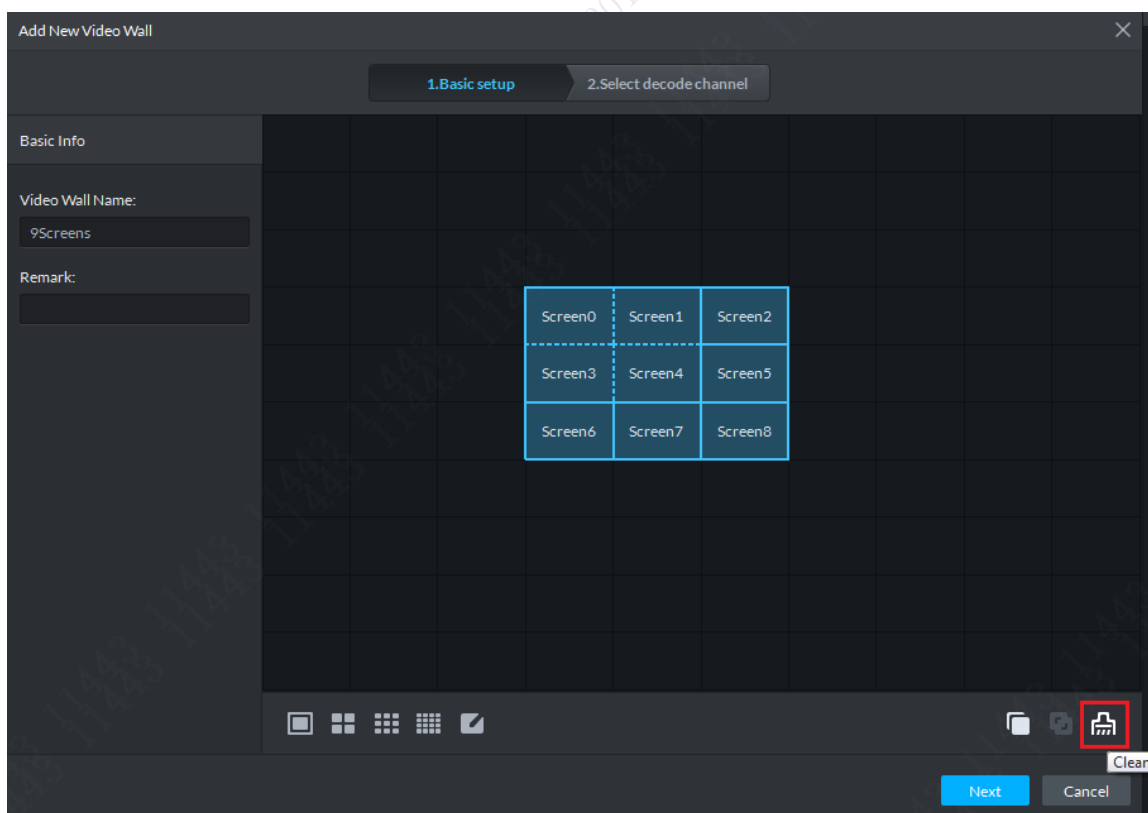 Add New Video Wall
1.Basic setup
2.Select decode channel
Basic Info
Video Wall Name:
9Screens
Remark:
Screen0 Screen1 Screen2
Screen3 Screen4 Screen5
Screen6 Screen7 Screen8
Clear
Next Cancel